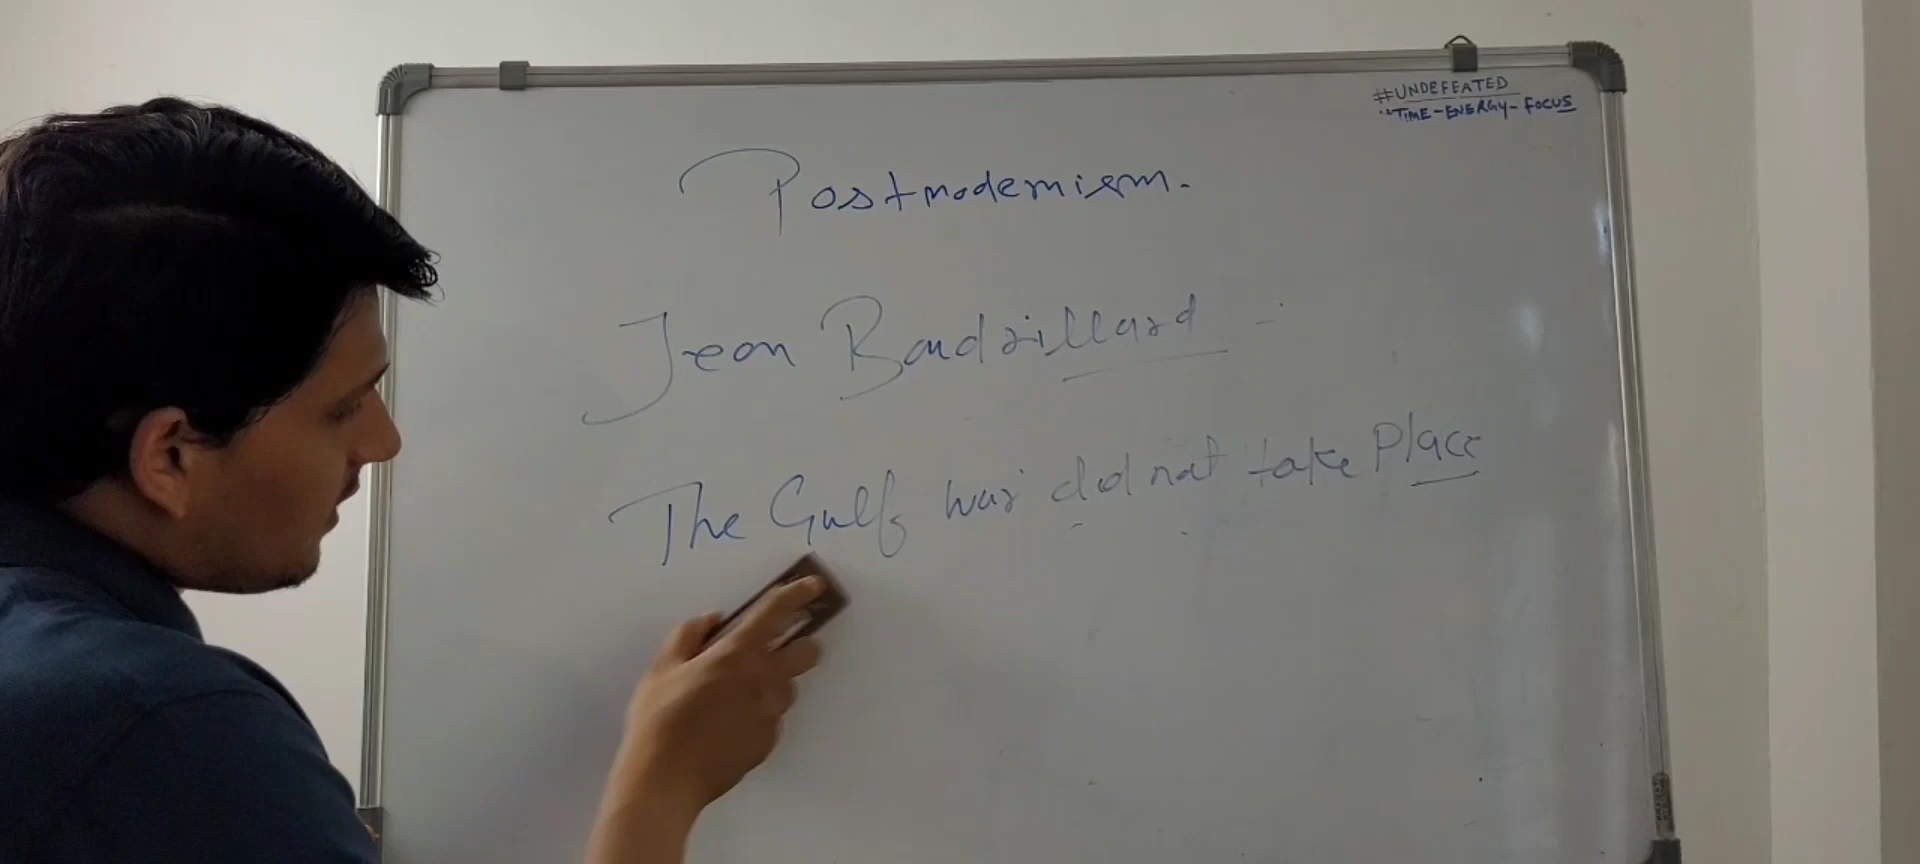 #UNDEFEATED
"TIME-ENERGY-FOCUS
Postmodernism.
Jean Baudrillard -
The Gulf war did not take Place